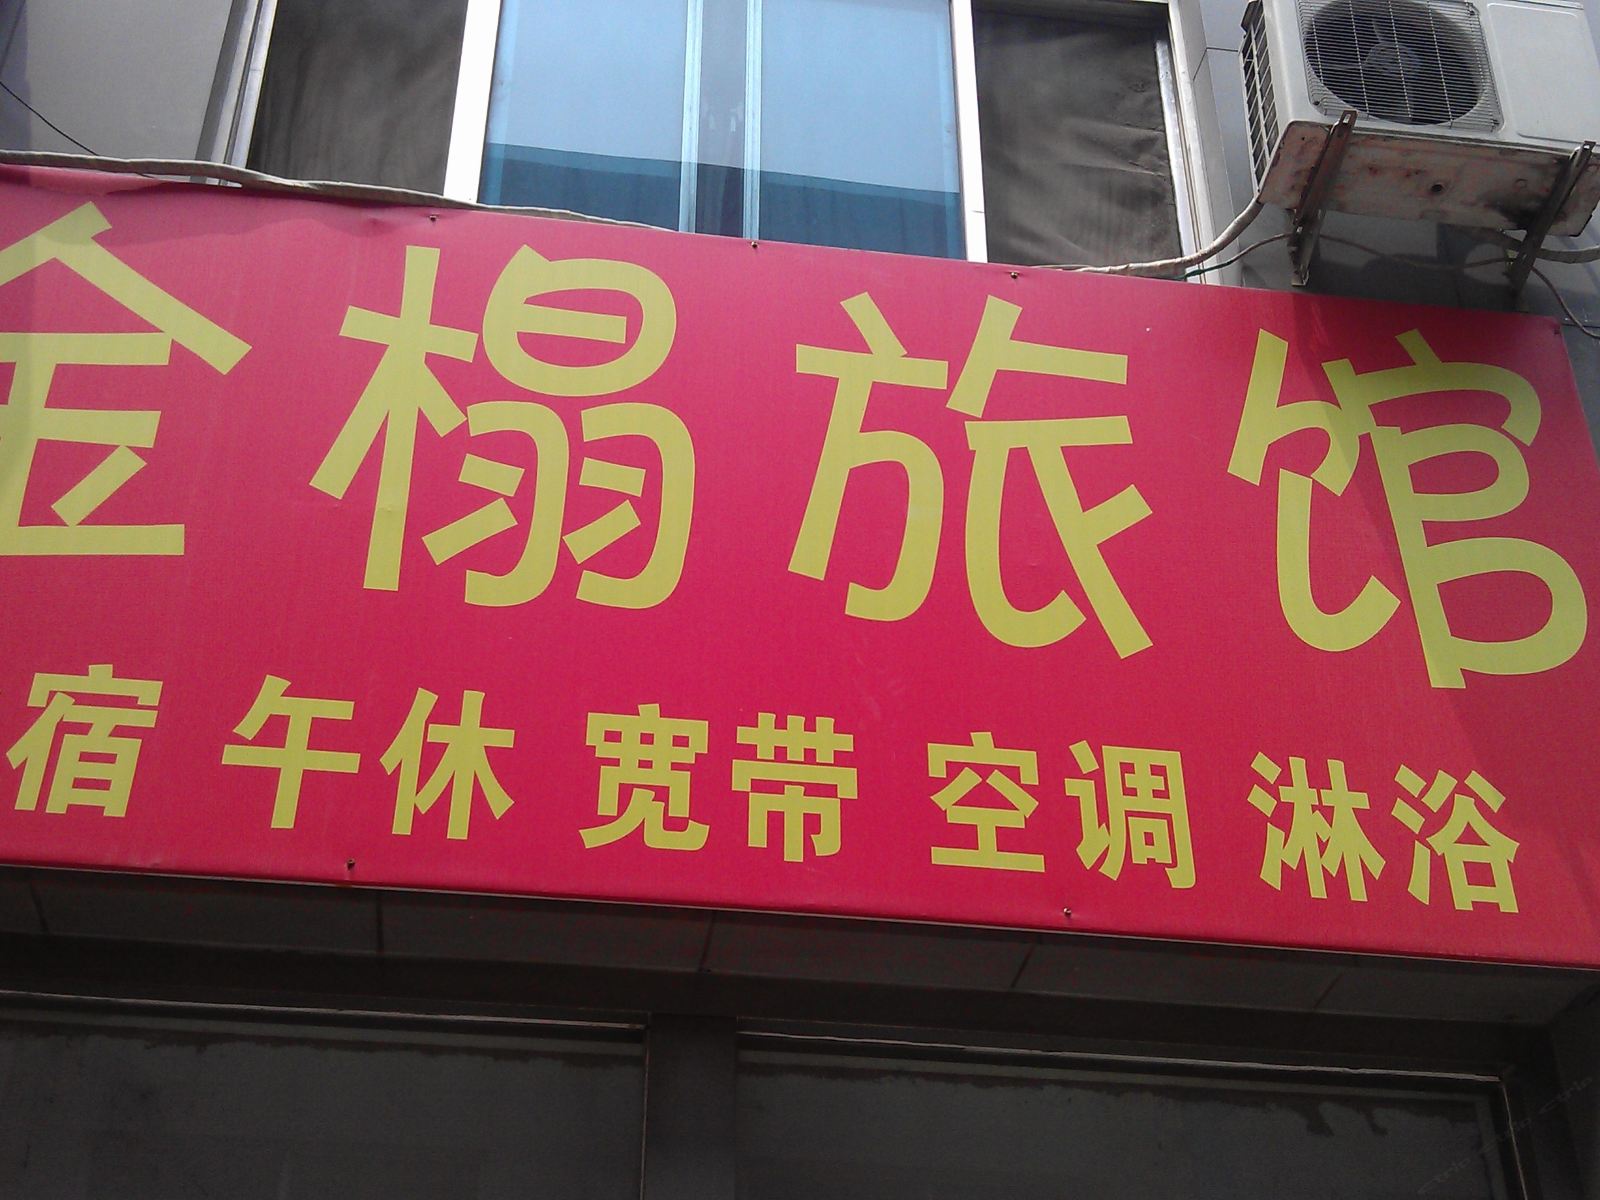 金榻旅馆
宿 午休 宽带 空调 淋浴